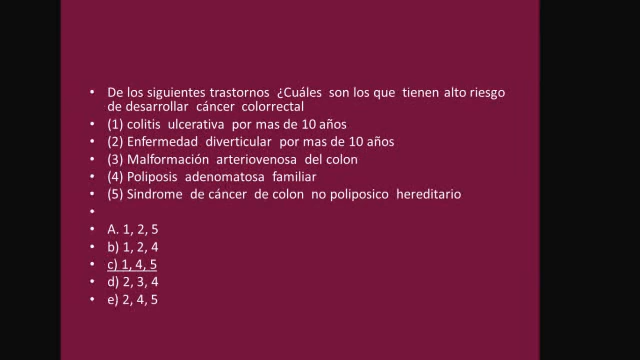 De los siguientes trastornos ¿Cuáles son los que tienen alto riesgo
de desarrollar cáncer colorrectal
(1) colitis ulcerativa por mas de 10 años
(2) Enfermedad diverticular por mas de 10 años
(3) Malformación arteriovenosa del colon
(4) Poliposis adenomatosa familiar
(5) Sindrome de cáncer de colon no poliposico hereditario
A. 1, 2, 5
b) 1, 2, 4
c) 1, 4, 5
d) 2, 3, 4
e) 2, 4, 5